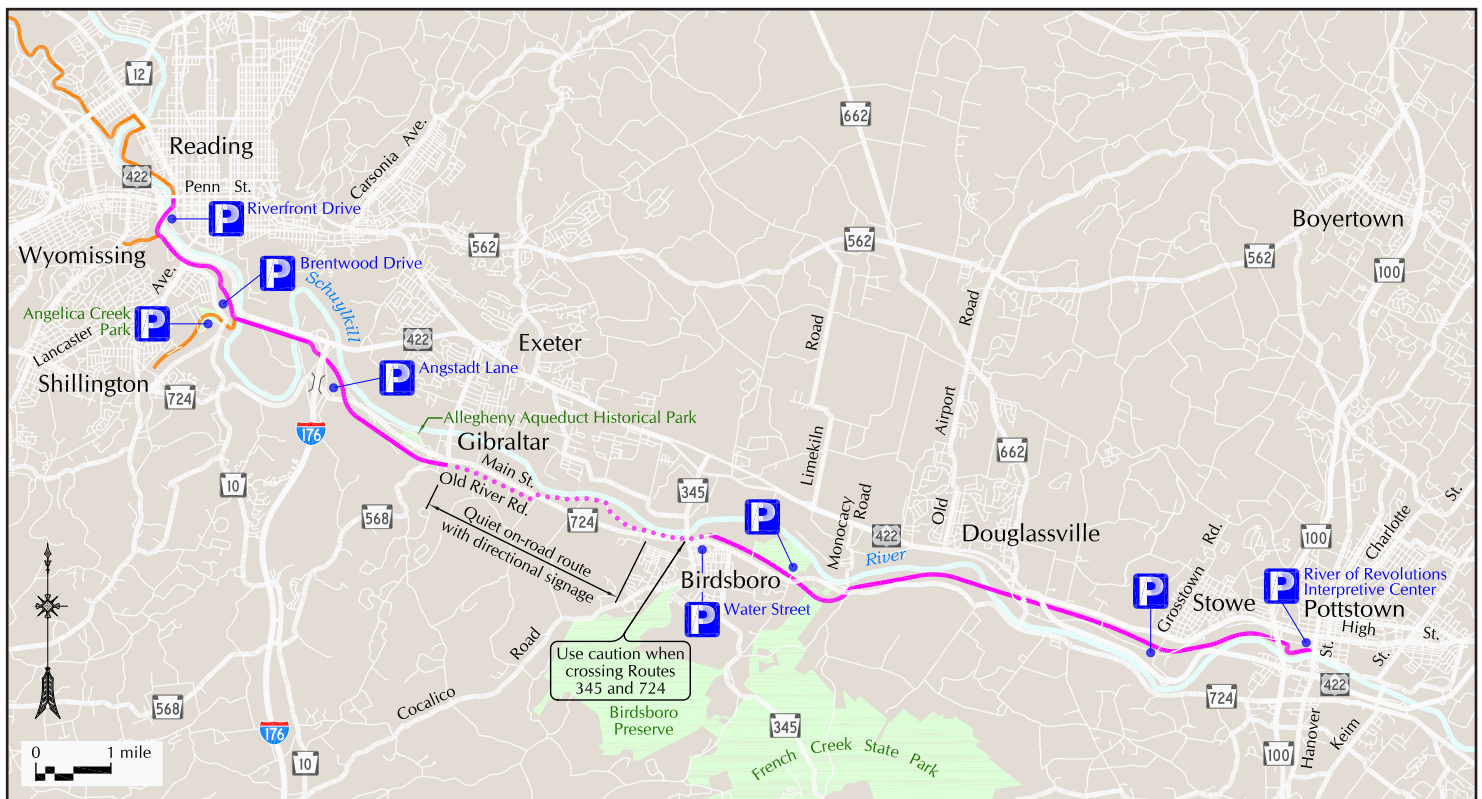 12
Reading
662
422
Penn St.
Carsonia Ave.
P
Riverfront Drive
Boyertown
562
562
562
Wyomissing
100
P
Brentwood Drive
Ave.
Schuylkill
Angelica Creek
Park
P
Lancaster
Road
Road
422
Exeter
Shillington
P
Angstadt Lane
724
Airport
176
Allegheny Aqueduct Historical Park
Gibraltar
Limekiln
662
Main St.
10
Old River Rd.
345
Monocacy
Road
Old
St.
568
Quiet on-road route
with directional signage
724
P
422
River
Douglassville
100
Charlotte
Birdsboro
P
Grosstown Rd.
Stowe
P
River of Revolutions
Interpretive Center
Pottstown
P
Water Street
High St.
St.
St.
Road
Use caution when
crossing Routes
345 and 724
Cocalico
568
Birdsboro
Preserve
724
422
176
345
French Creek State Park
Hanover
Keim
0 1 mile
10
100